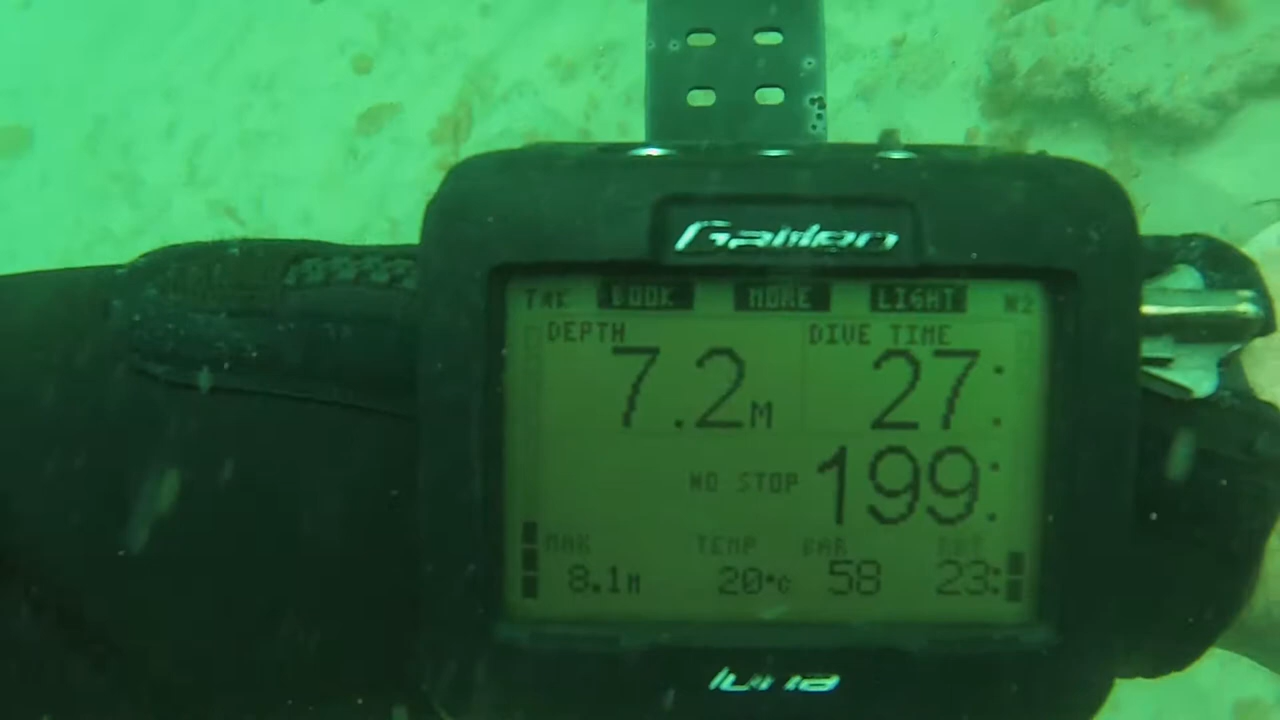 Galileo
BOOK MORE LIGHT
DEPTH DIVE TIME
7.2M 27:
NO STOP 199:
MAX TEMP BAR RBT
8.1M 20°C 58 23:
luna